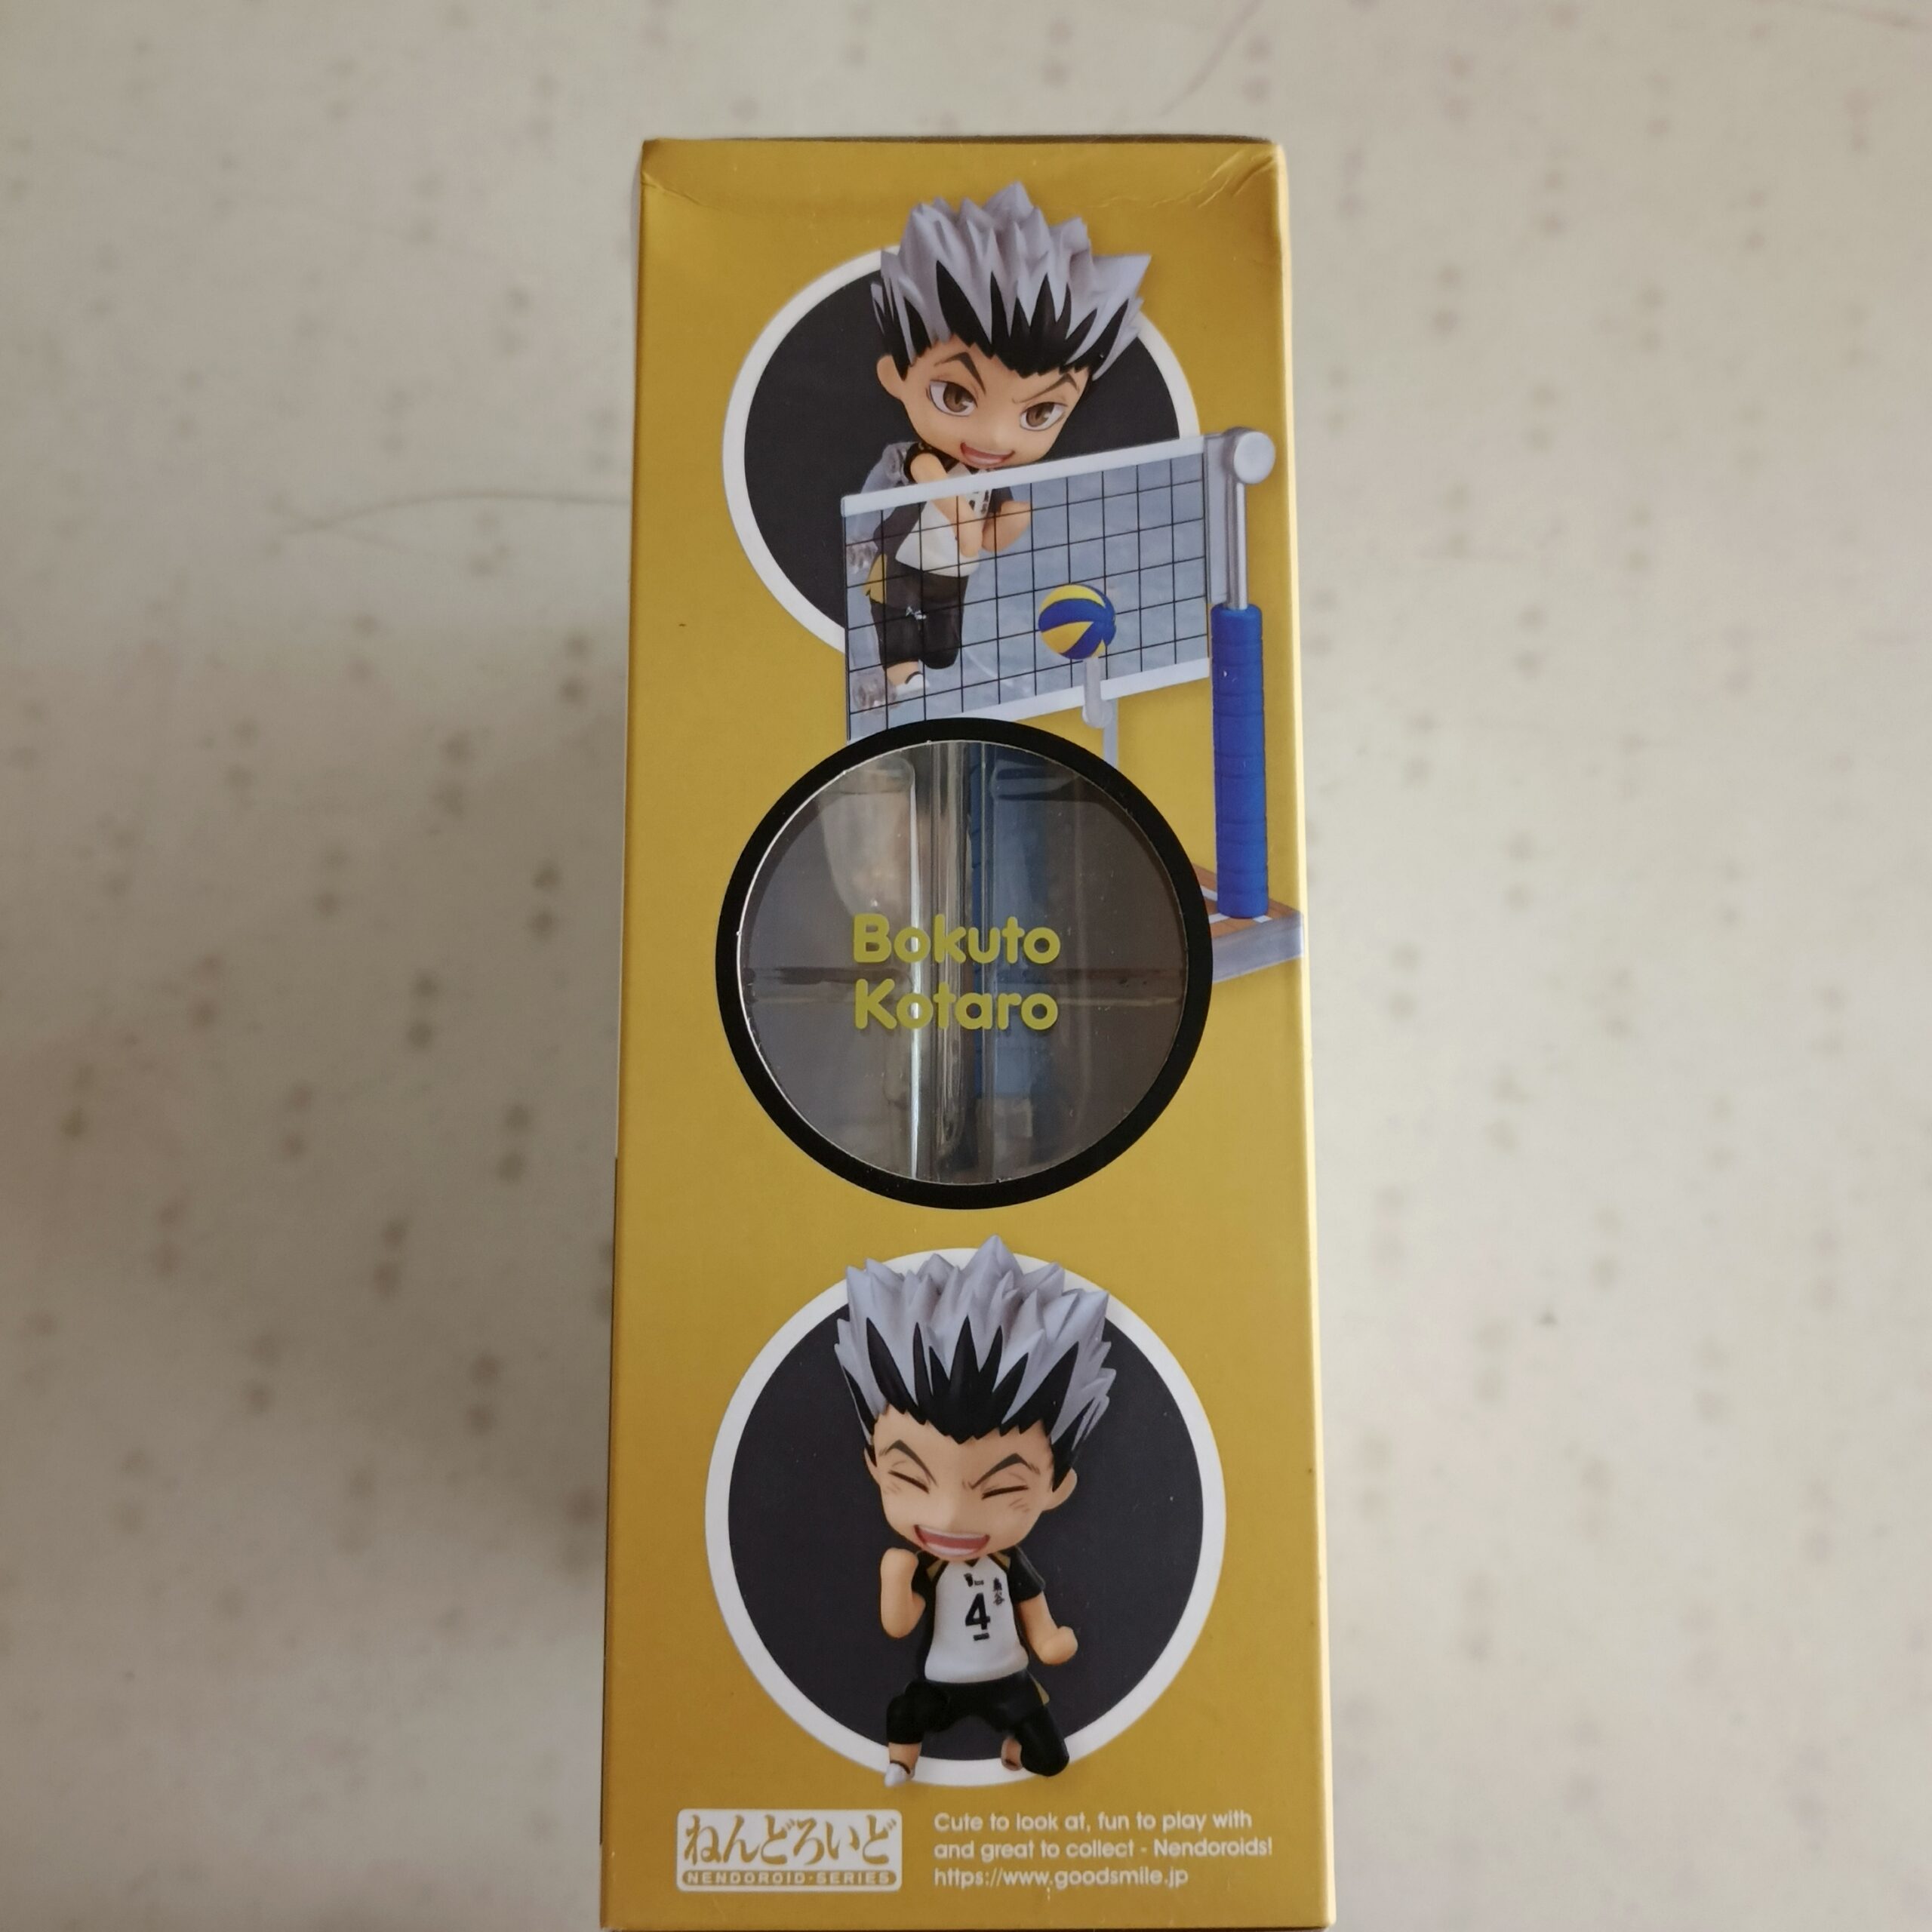 Bokuto
Kotaro
4
ねんどろいど
NENDOROID·SERIES
Cute to look at, fun to play with
and great to collect - Nendoroids!
https://www.goodsmile.jp